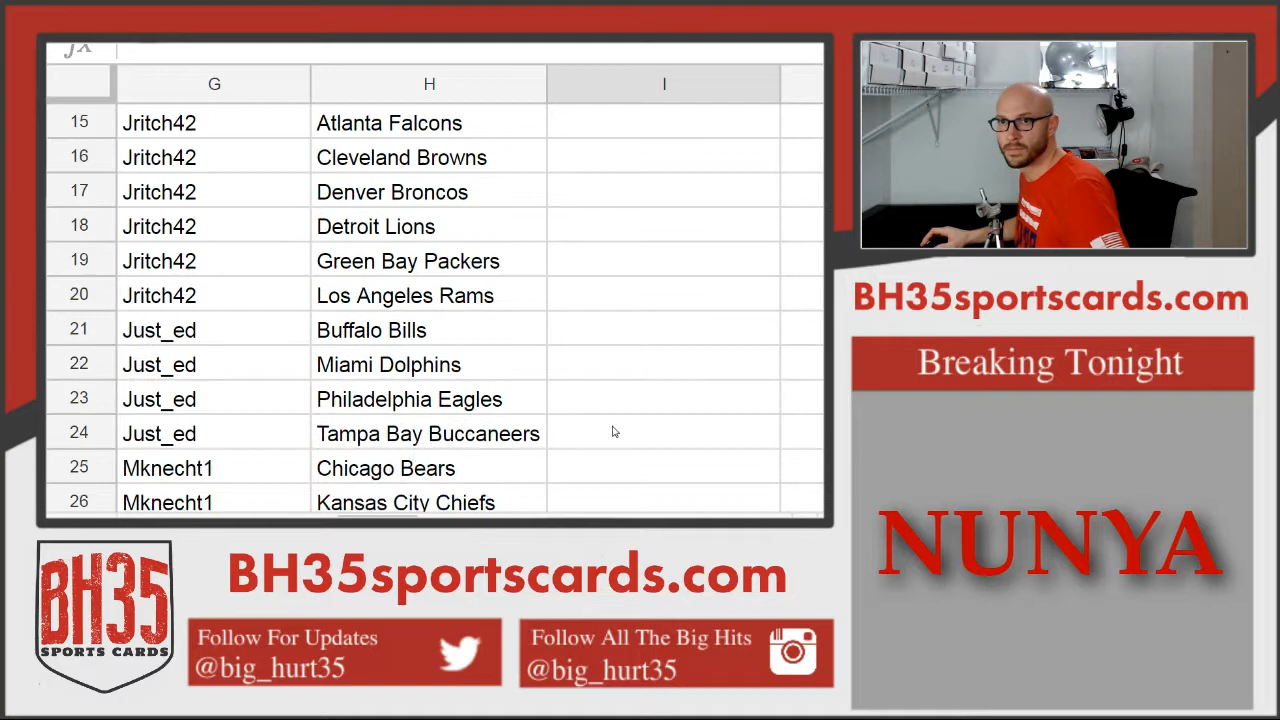 G H I
15 Jritch42 Atlanta Falcons
16 Jritch42 Cleveland Browns
17 Jritch42 Denver Broncos
18 Jritch42 Detroit Lions
19 Jritch42 Green Bay Packers
20 Jritch42 Los Angeles Rams
21 Just_ed Buffalo Bills
22 Just_ed Miami Dolphins
23 Just_ed Philadelphia Eagles
24 Just_ed Tampa Bay Buccaneers
25 Mknecht1 Chicago Bears
26 Mknecht1 Kansas City Chiefs
BH35sportscards.com
Breaking Tonight
NUNYA
BH35
SPORTS CARDS
BH35sportscards.com
Follow For Updates
@big_hurt35
Follow All The Big Hits
@big_hurt35